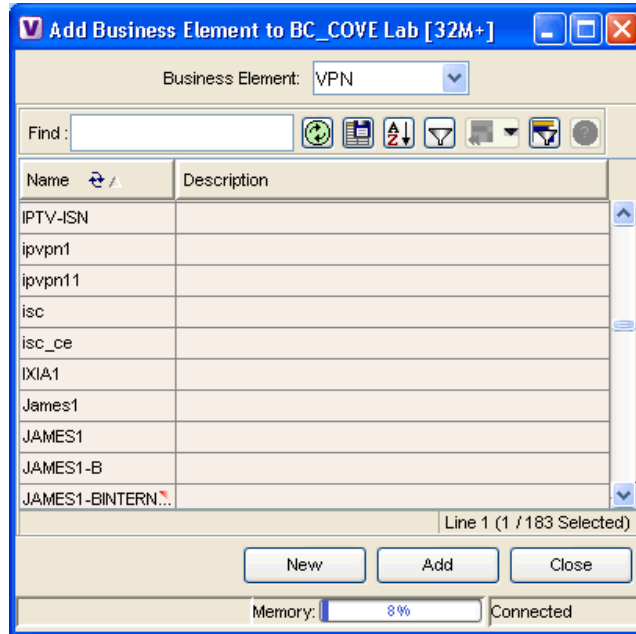 V Add Business Element to BC_COVE Lab [32M+]
Business Element: VPN
Find :
Name Description
IPTV-ISN
ipvpn1
ipvpn11
isc
isc_ce
IXIA1
James1
JAMES1
JAMES1-B
JAMES1-BINTERN...
Line 1 (1 / 183 Selected)
New Add Close
Memory: 8% Connected